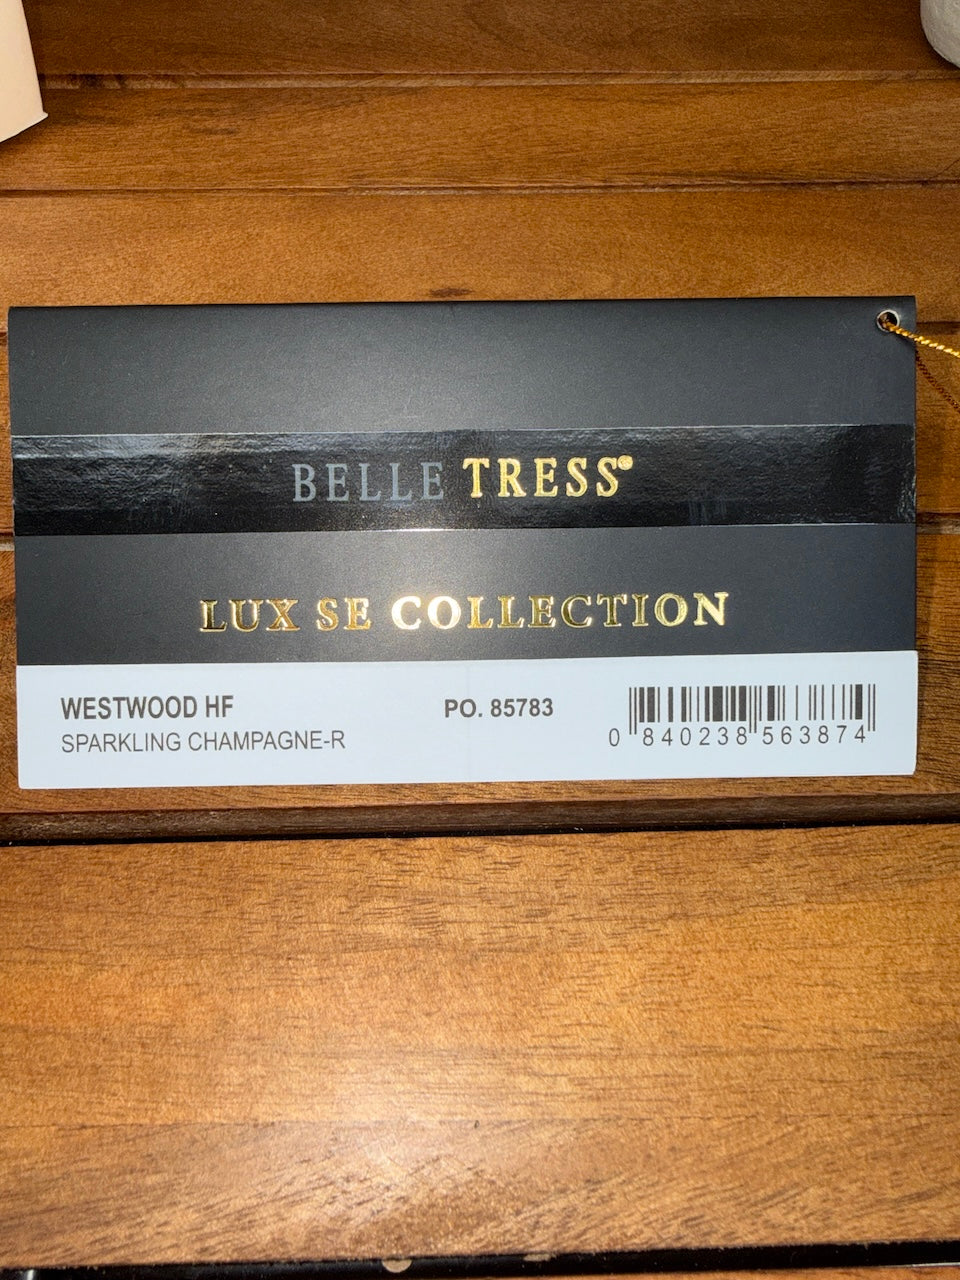 BELLE TRESS®
LUX SE COLLECTION
WESTWOOD HF
SPARKLING CHAMPAGNE-R
PO. 85783
0 840238 563874